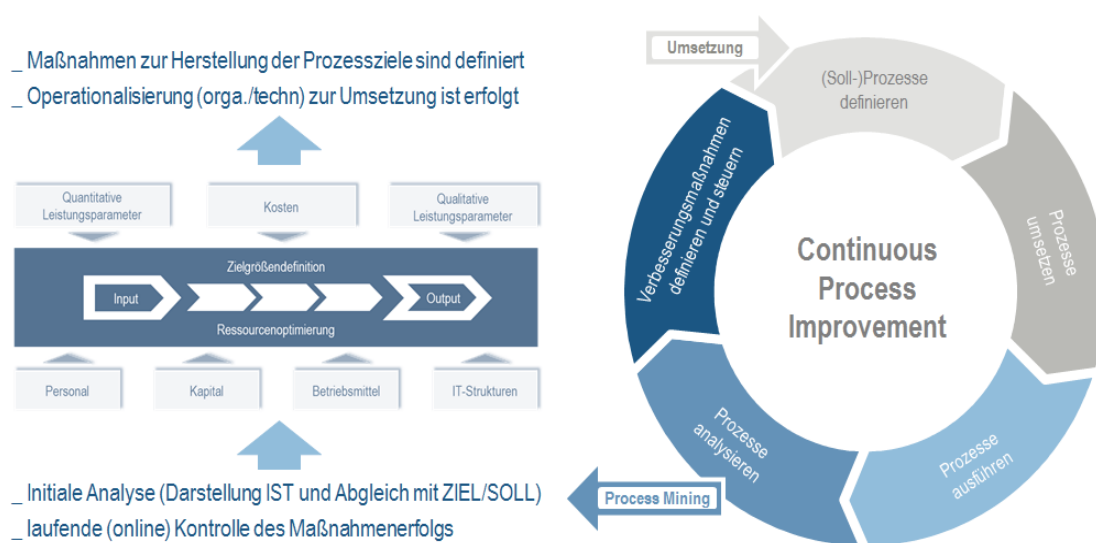 _ Maßnahmen zur Herstellung der Prozessziele sind definiert
_ Operationalisierung (orga./techn) zur Umsetzung ist erfolgt
Quantitative
Leistungsparameter
Kosten
Qualitative
Leistungsparameter
Zielgrößendefinition
Input
Output
Ressourcenoptimierung
Personal
Kapital
Betriebsmittel
IT-Strukturen
_ Initiale Analyse (Darstellung IST und Abgleich mit ZIEL/SOLL)
_ laufende (online) Kontrolle des Maßnahmenerfolgs
Umsetzung
(Soll-)Prozesse
definieren
Prozesse
umsetzen
Prozesse
ausführen
Prozesse
analysieren
Verbesserungsmaßnahmen
definieren und steuern
Continuous
Process
Improvement
Process Mining